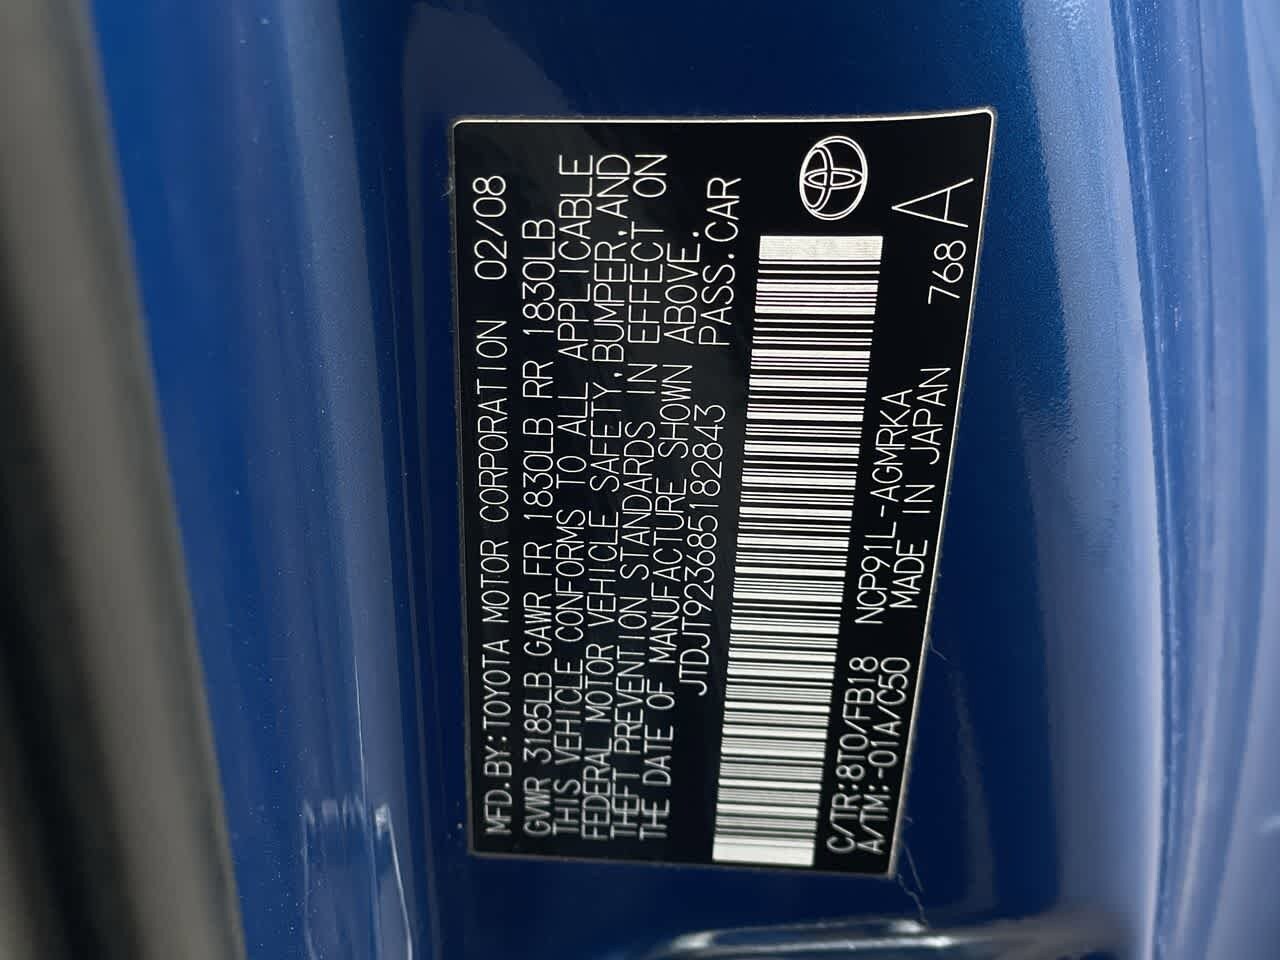 MFD.BY:TOYOTA MOTOR CORPORATION 02/08
GVWR 3185LB GAWR FR 1830LB RR 1830LB
THIS VEHICLE CONFORMS TO ALL APPLICABLE
FEDERAL MOTOR VEHICLE SAFETY,BUMPER,AND
THEFT PREVENTION STANDARDS IN EFFECT ON
THE DATE OF MANUFACTURE SHOWN ABOVE.
JTDJT923685182843 PASS.CAR
C/TR:8T0/FB18 NCP91L-AGMRKA
A/TM:-01A/C50 MADE IN JAPAN 768 A